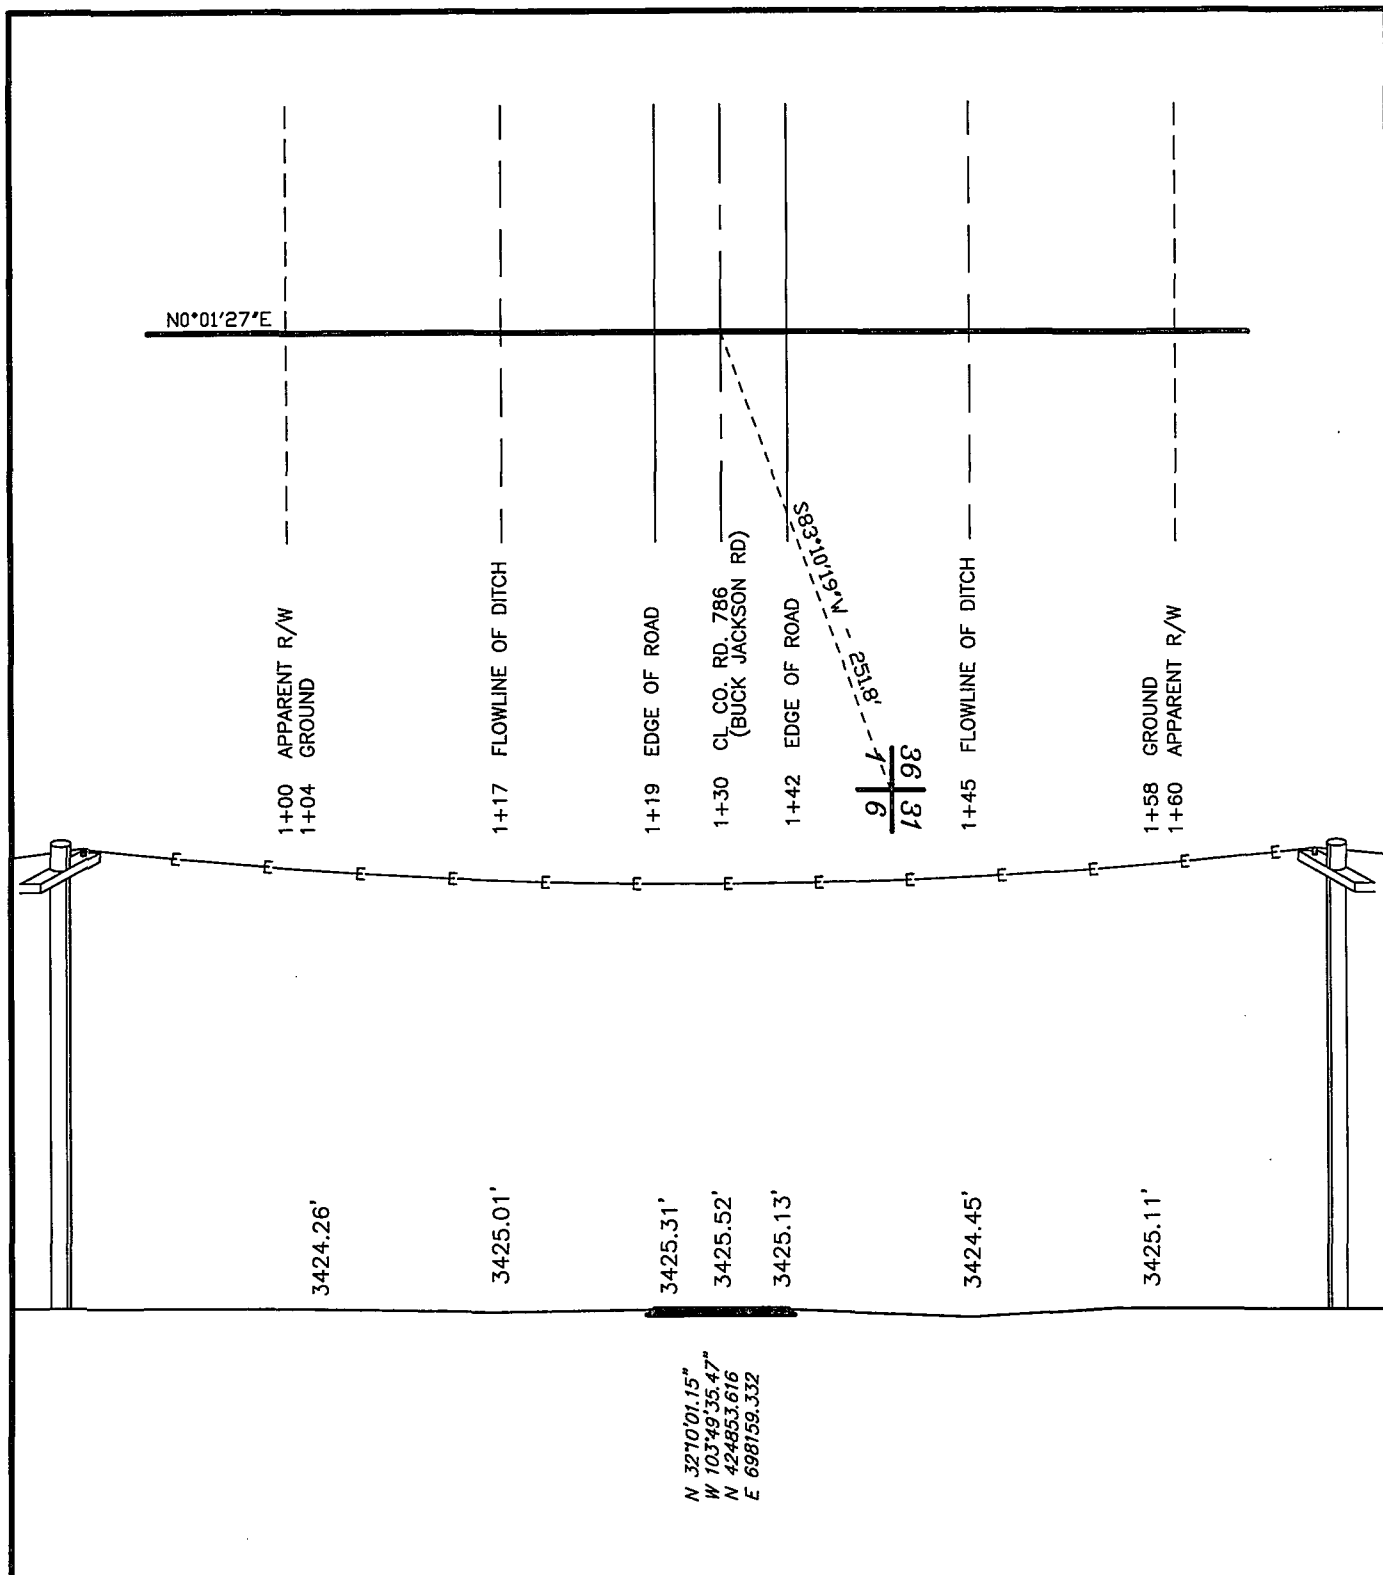 N0°01'27"E
1+00 APPARENT R/W
1+04 GROUND
1+17 FLOWLINE OF DITCH
1+19 EDGE OF ROAD
1+30 CL CO. RD. 786
(BUCK JACKSON RD)
1+42 EDGE OF ROAD
S83°01'19"W - 251.8'
36
1
31
6
1+45 FLOWLINE OF DITCH
1+58 GROUND
1+60 APPARENT R/W
E E E E E E E E E E E E E
3424.26'
3425.01'
3425.31'
3425.52'
3425.13'
3424.45'
3425.11'
N 32°10'01.15"
W 103°49'35.47"
N 424853.616
E 698159.332